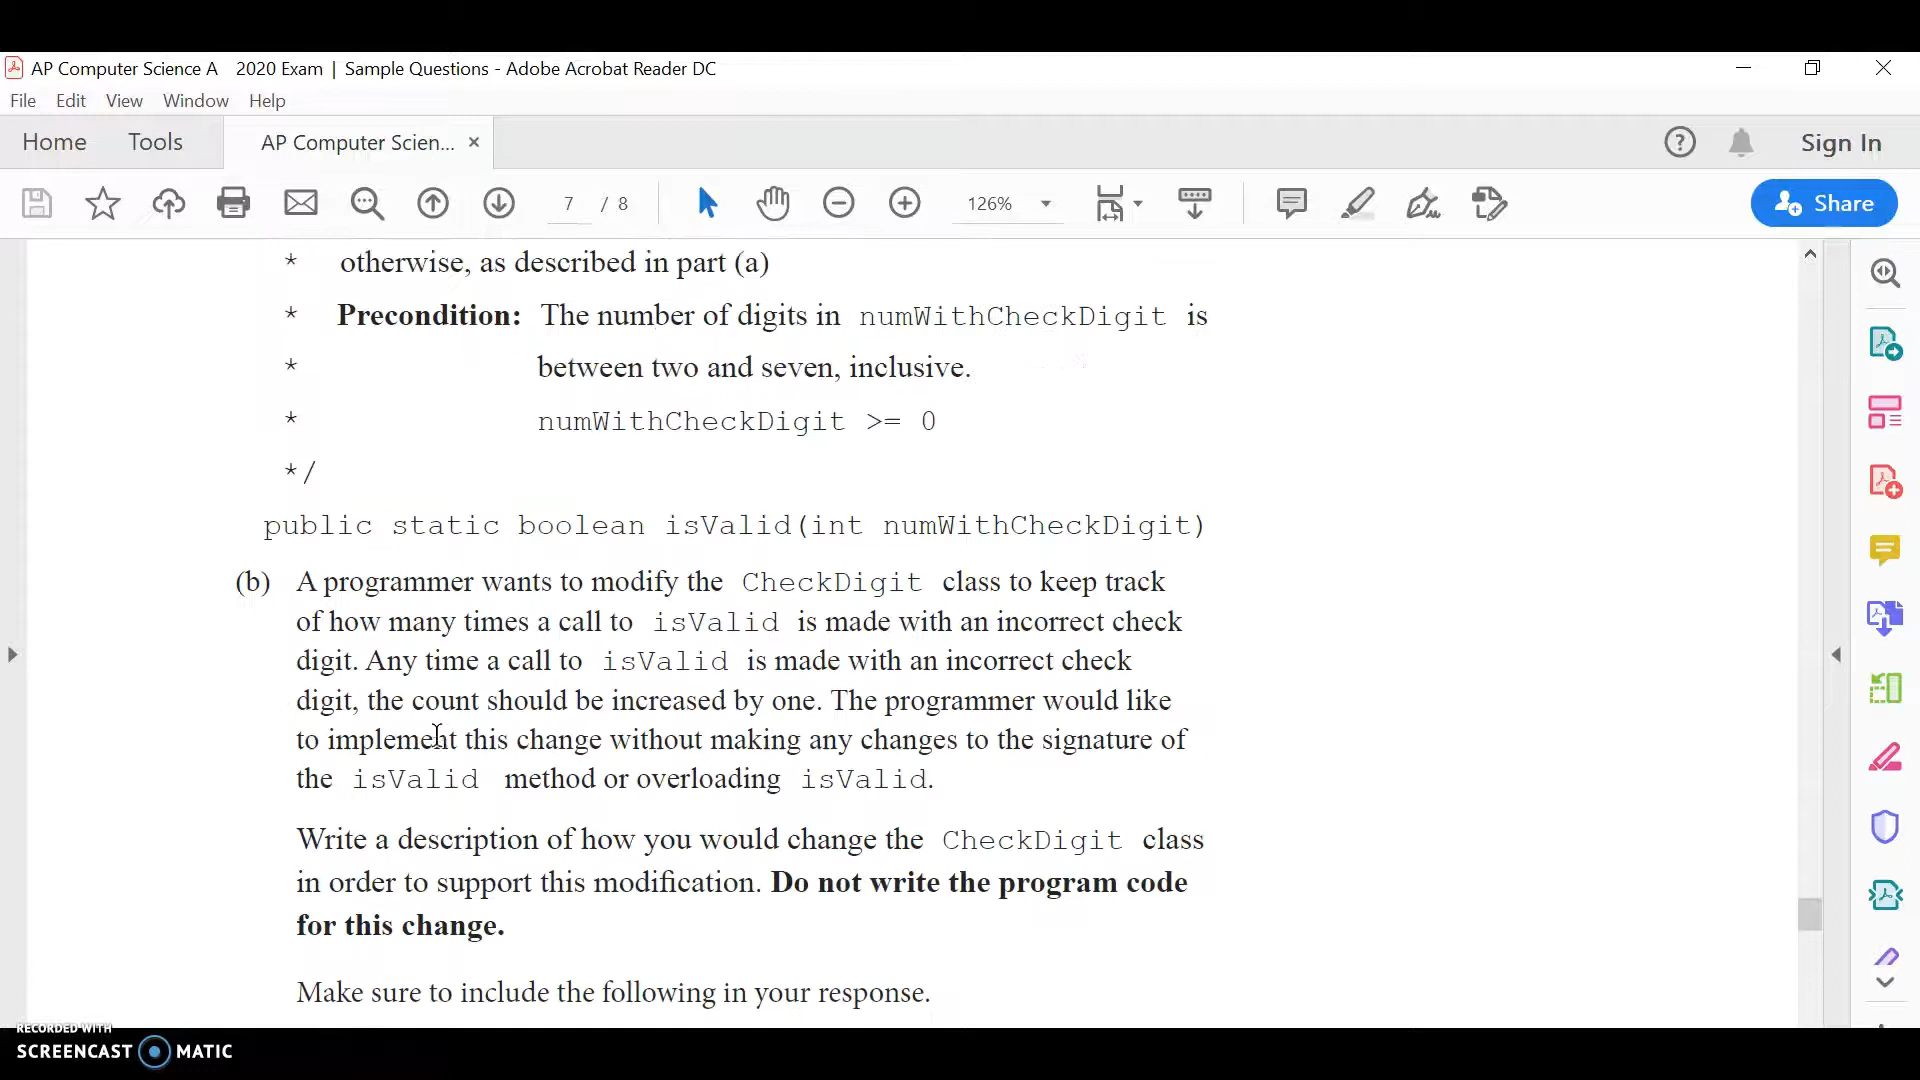 AP Computer Science A 2020 Exam | Sample Questions - Adobe Acrobat Reader DC
File Edit View Window Help
Home Tools AP Computer Scien... × Sign In
7 / 8 126% Share
* otherwise, as described in part (a)
* Precondition: The number of digits in numWithCheckDigit is
* between two and seven, inclusive.
* numWithCheckDigit >= 0
*/
public static boolean isValid(int numWithCheckDigit)
(b) A programmer wants to modify the CheckDigit class to keep track
of how many times a call to isValid is made with an incorrect check
digit. Any time a call to isValid is made with an incorrect check
digit, the count should be increased by one. The programmer would like
to implement this change without making any changes to the signature of
the isValid method or overloading isValid.
Write a description of how you would change the CheckDigit class
in order to support this modification. Do not write the program code
for this change.
Make sure to include the following in your response.
RECORDED WITH
SCREENCAST MATIC